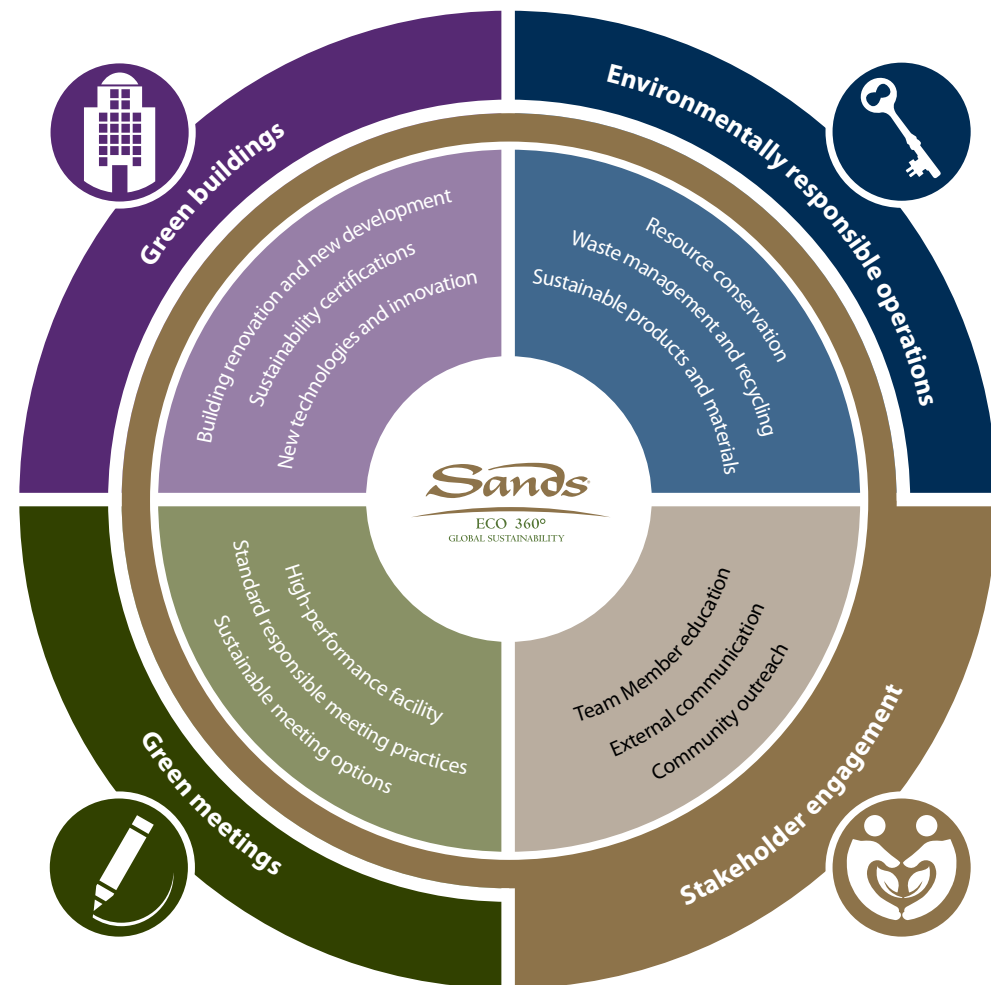 Green buildings
Building renovation and new development
Sustainability certifications
New technologies and innovation
Environmentally responsible operations
Resource conservation
Waste management and recycling
Sustainable products and materials
Sands
ECO 360°
GLOBAL SUSTAINABILITY
High-performance facility
Standard responsible meeting practices
Sustainable meeting options
Green meetings
Team Member education
External communication
Community outreach
Stakeholder engagement